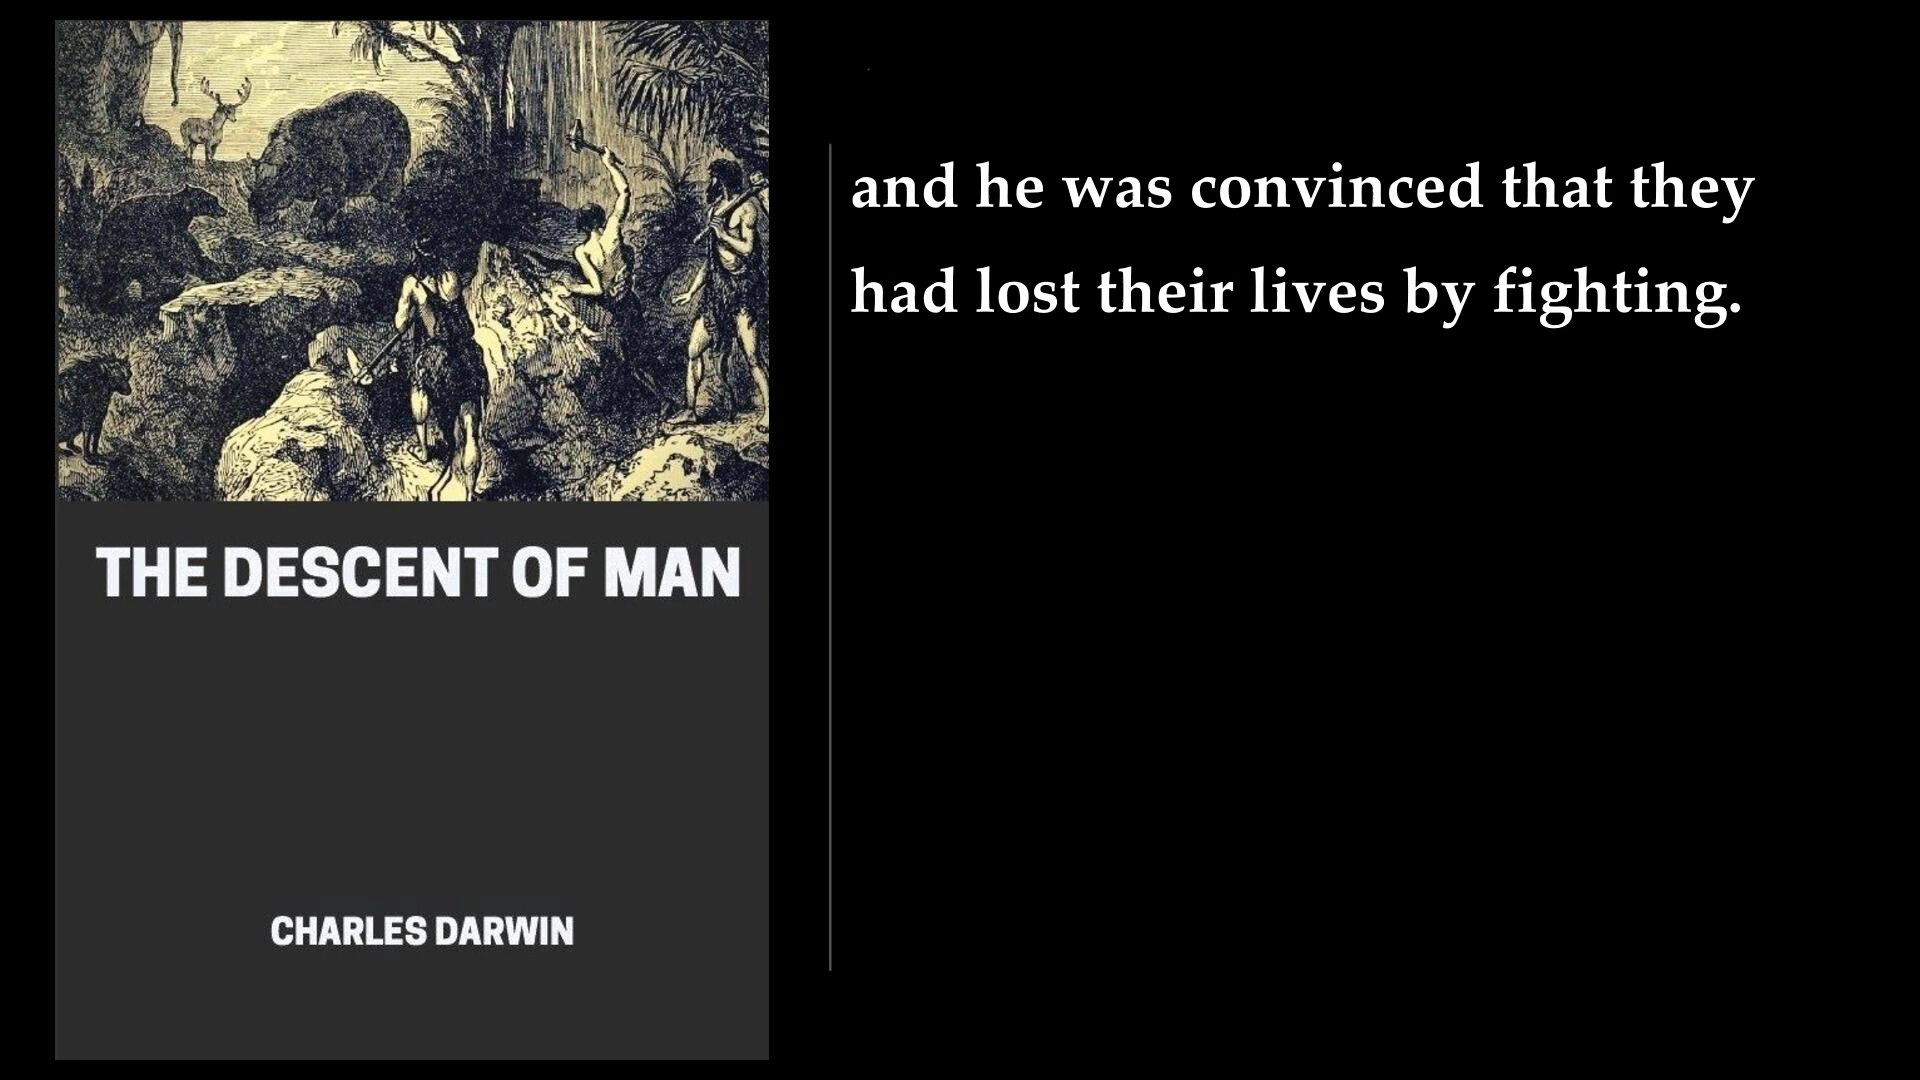 THE DESCENT OF MAN
CHARLES DARWIN
and he was convinced that they
had lost their lives by fighting.